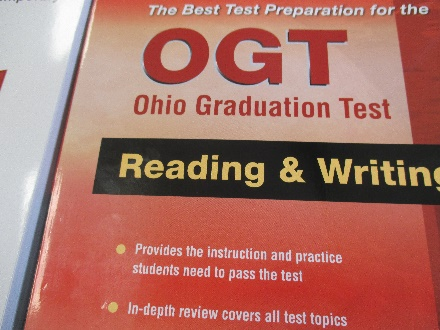 The Best Test Preparation for the
OGT
Ohio Graduation Test
Reading & Writing
Provides the instruction and practice
students need to pass the test
In-depth review covers all test topics